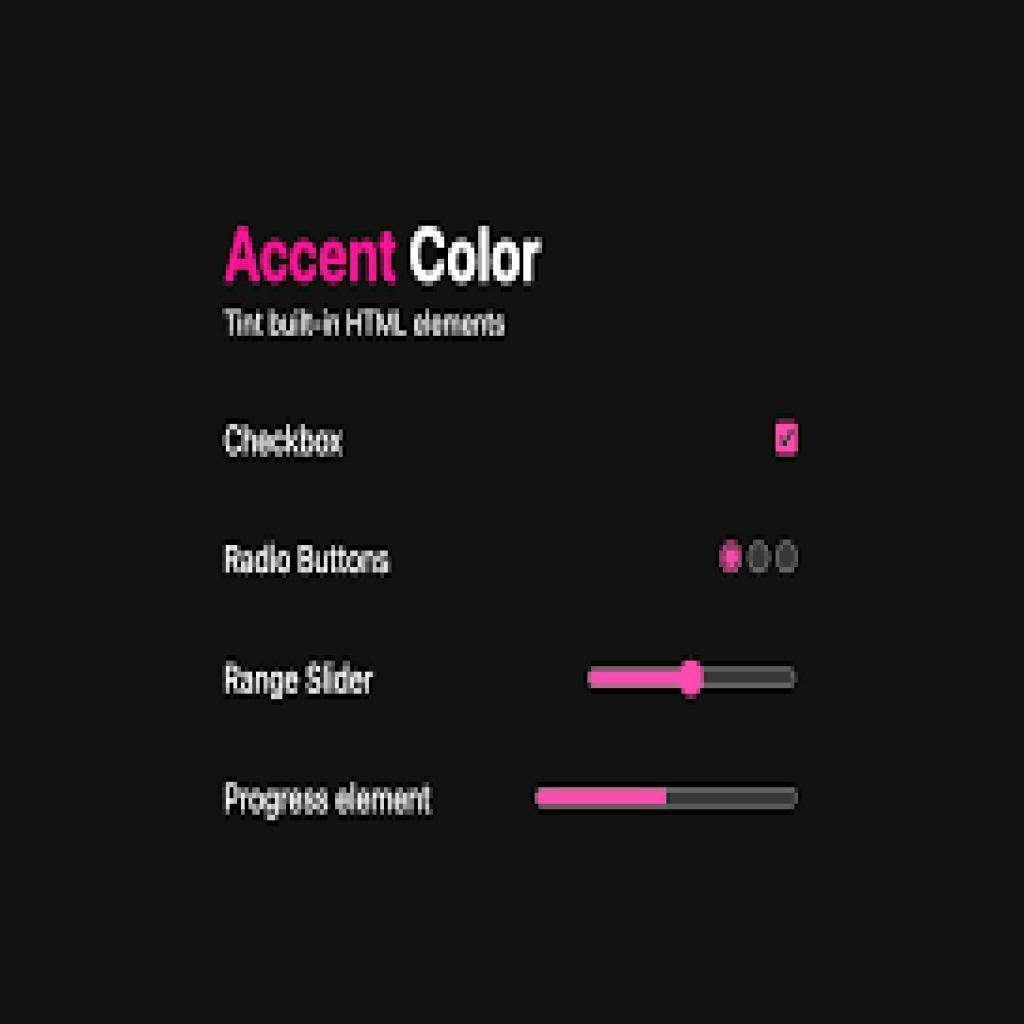 Accent Color
Tint built-in HTML elements
Checkbox
Radio Buttons
Range Slider
Progress element